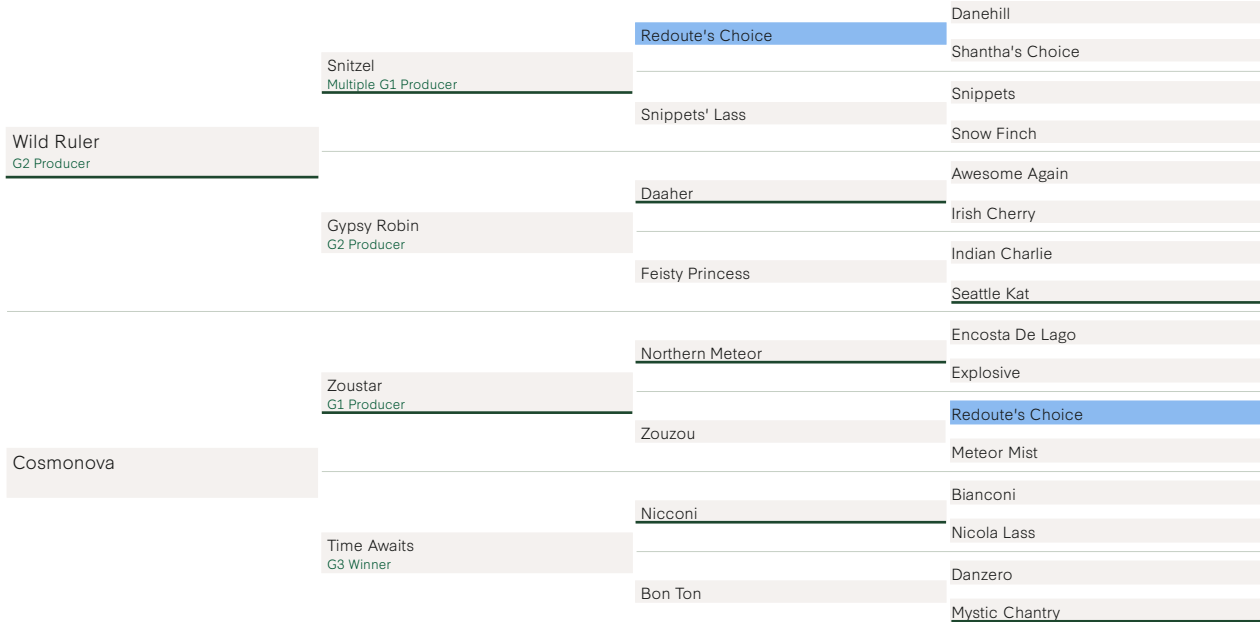 Wild Ruler
G2 Producer
Cosmonova
Snitzel
Multiple G1 Producer
Gypsy Robin
G2 Producer
Zoustar
G1 Producer
Time Awaits
G3 Winner
Redoute's Choice
Snippets' Lass
Daaher
Feisty Princess
Northern Meteor
Zouzou
Nicconi
Bon Ton
Danehill
Shantha's Choice
Snippets
Snow Finch
Awesome Again
Irish Cherry
Indian Charlie
Seattle Kat
Encosta De Lago
Explosive
Redoute's Choice
Meteor Mist
Bianconi
Nicola Lass
Danzero
Mystic Chantry